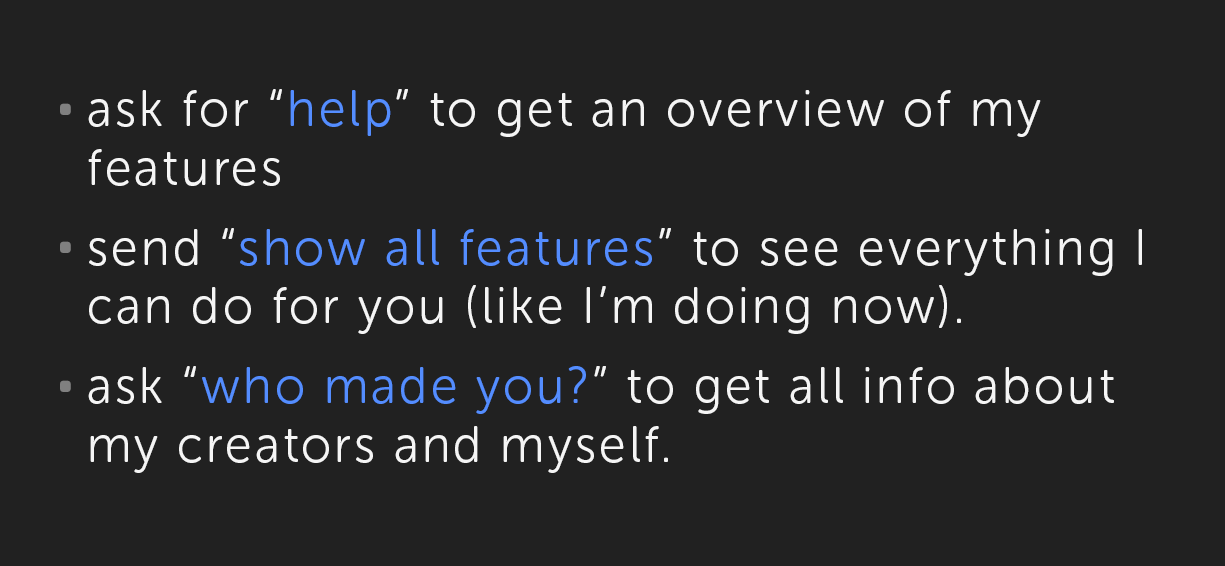 ▪ ask for “help” to get an overview of my
features
▪ send “show all features” to see everything I
can do for you (like I’m doing now).
▪ ask “who made you?” to get all info about
my creators and myself.